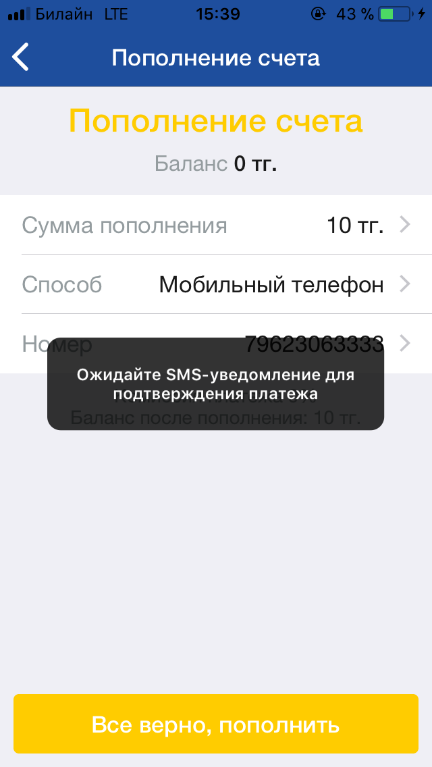 Билайн LTE 15:39 43 %
Пополнение счета
Пополнение счета
Баланс 0 тг.
Сумма пополнения 10 тг.
Способ Мобильный телефон
Номер 79623063333
Ожидайте SMS-уведомление для
подтверждения платежа
Баланс после пополнения: 10 тг.
Все верно, пополнить